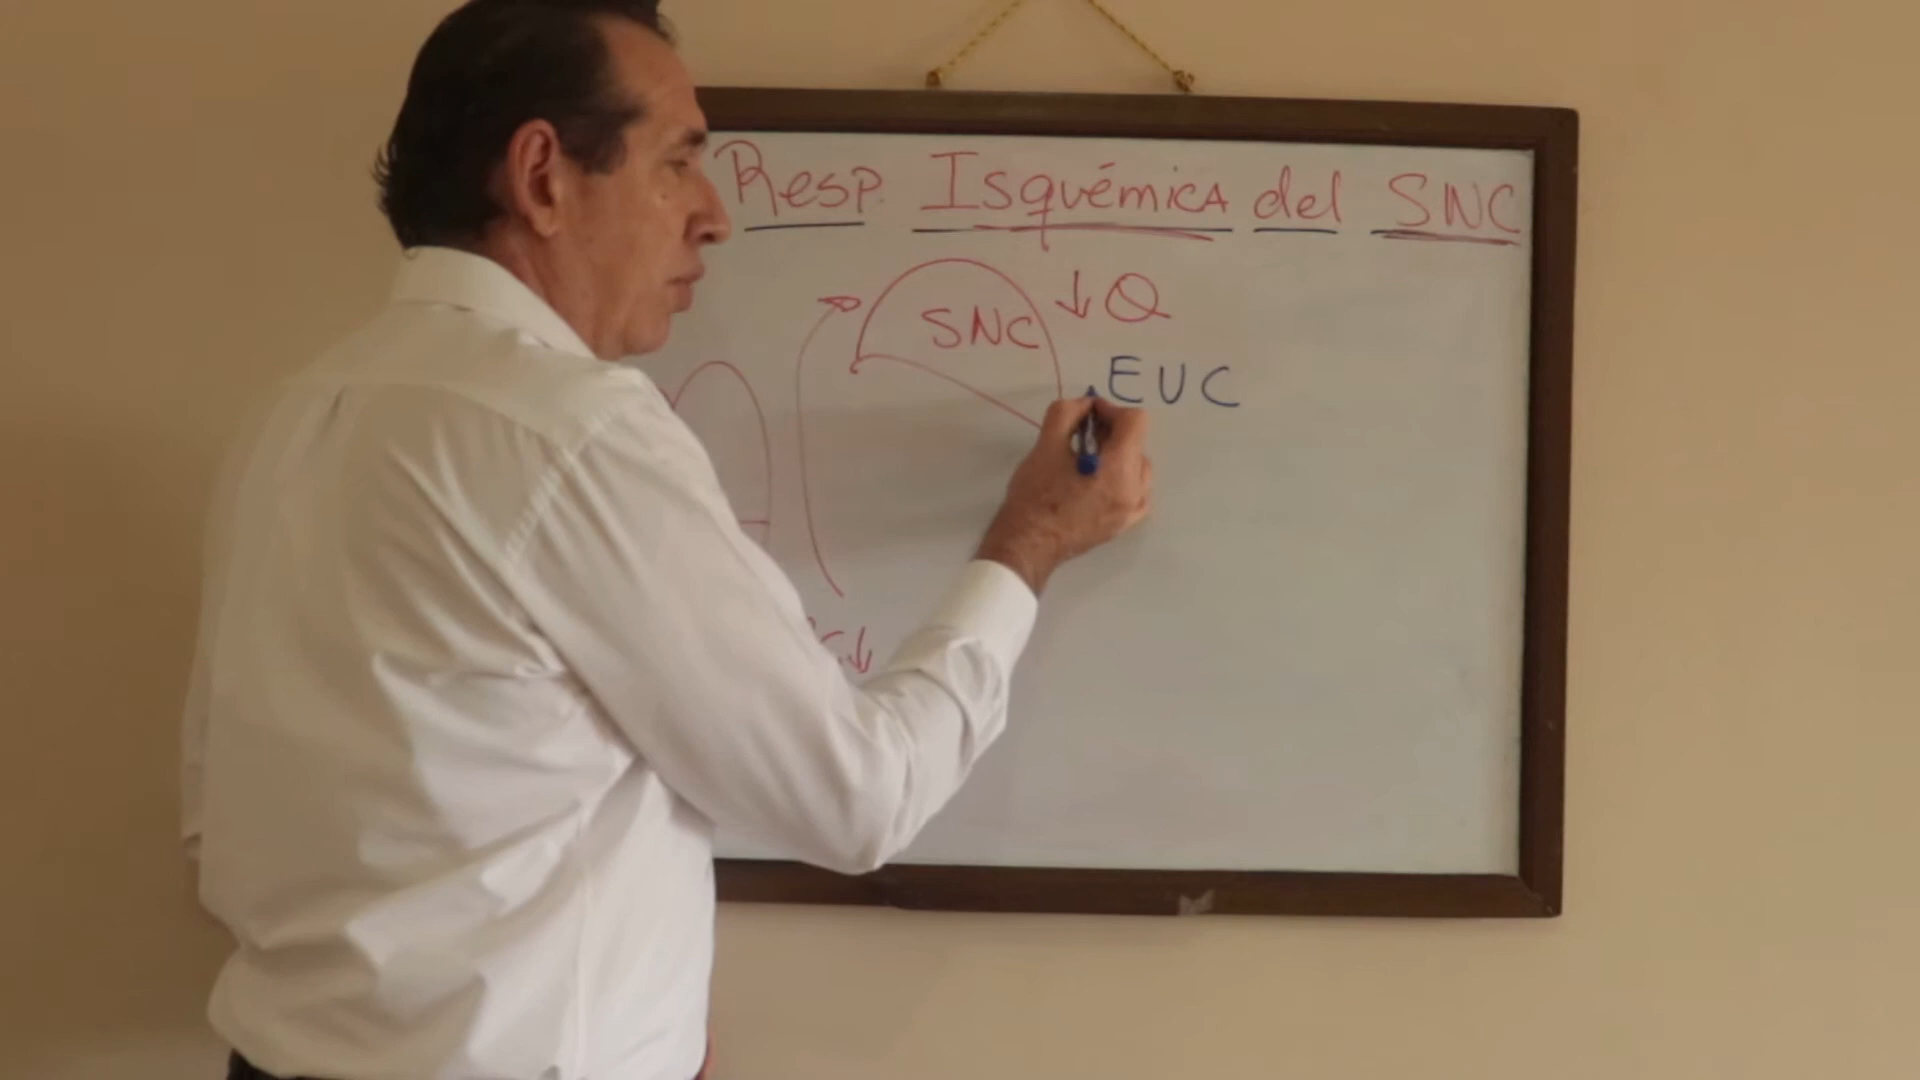 Resp. Isquémica del SNC
SNC ↓ Q
EUC